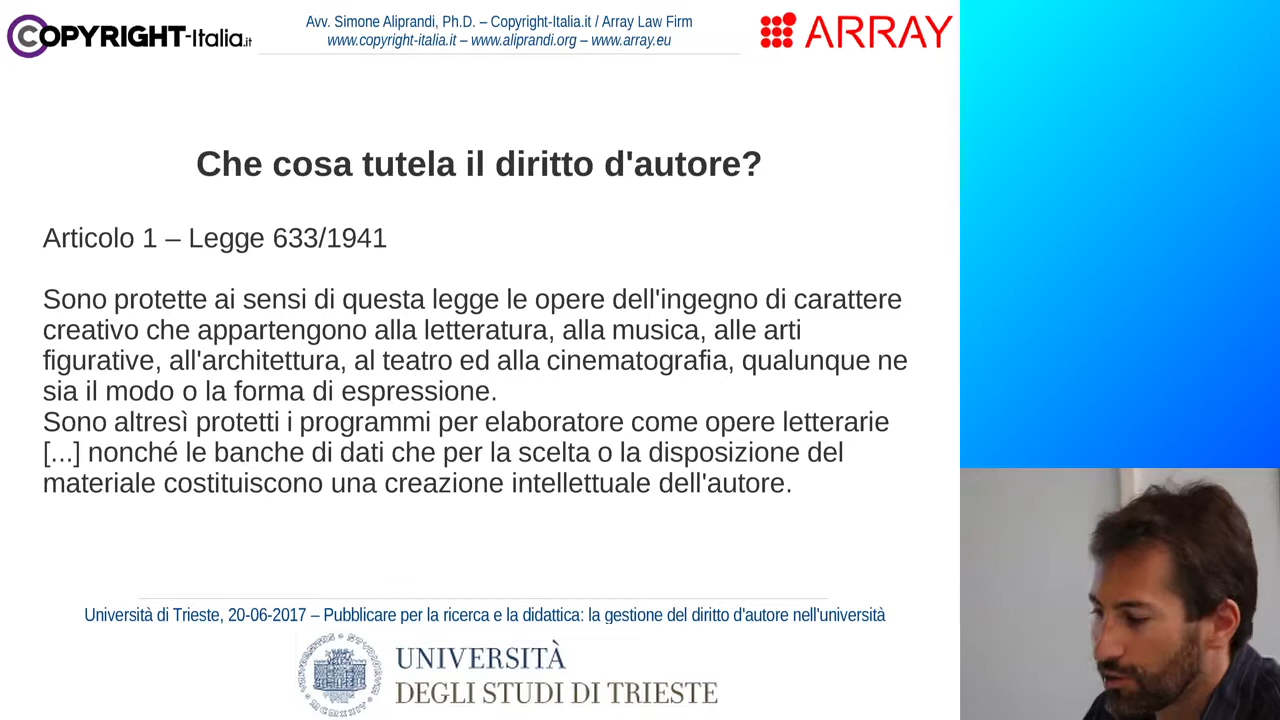 COPYRIGHT-Italia.it
Avv. Simone Aliprandi, Ph.D. – Copyright-Italia.it / Array Law Firm
www.copyright-italia.it – www.aliprandi.org – www.array.eu
ARRAY
Che cosa tutela il diritto d'autore?
Articolo 1 – Legge 633/1941
Sono protette ai sensi di questa legge le opere dell'ingegno di carattere
creativo che appartengono alla letteratura, alla musica, alle arti
figurative, all'architettura, al teatro ed alla cinematografia, qualunque ne
sia il modo o la forma di espressione.
Sono altresì protetti i programmi per elaboratore come opere letterarie
[...] nonché le banche di dati che per la scelta o la disposizione del
materiale costituiscono una creazione intellettuale dell'autore.
Università di Trieste, 20-06-2017 – Pubblicare per la ricerca e la didattica: la gestione del diritto d'autore nell'università
UNIVERSITÀ
DEGLI STUDI DI TRIESTE